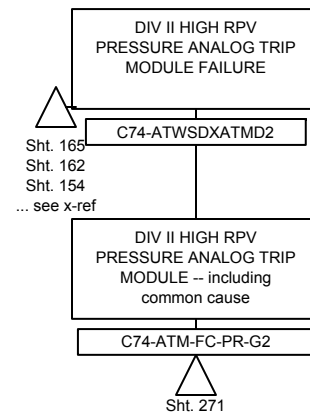 DIV II HIGH RPV
PRESSURE ANALOG TRIP
MODULE FAILURE
C74-ATWSDXATMD2
Sht. 165
Sht. 162
Sht. 154
... see x-ref
DIV II HIGH RPV
PRESSURE ANALOG TRIP
MODULE -- including
common cause
C74-ATM-FC-PR-G2
Sht. 271